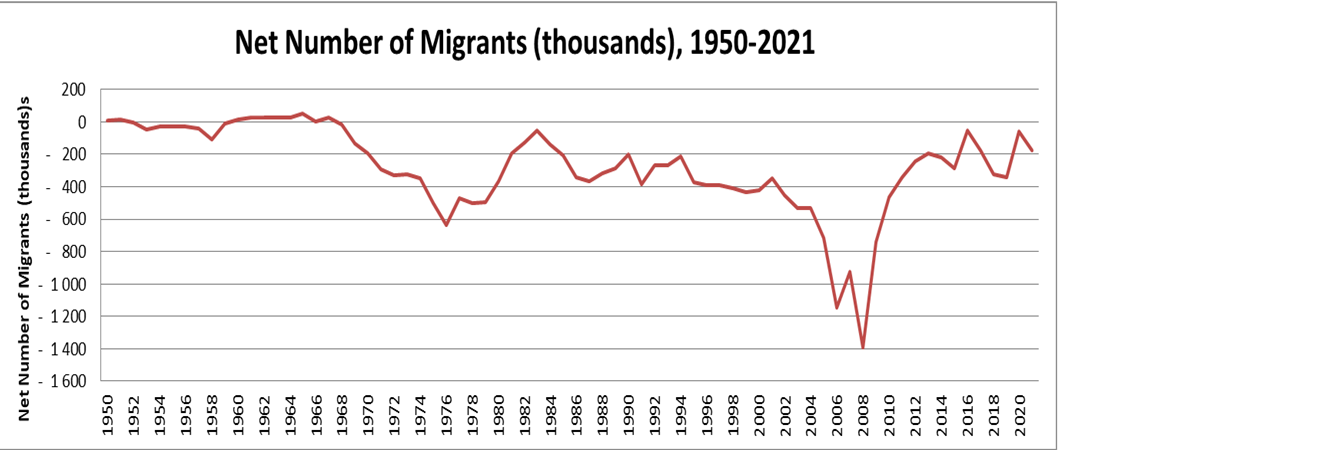 Net Number of Migrants (thousands), 1950-2021
Net Number of Migrants (thousands)s
200
0
- 200
- 400
- 600
- 800
- 1 000
- 1 200
- 1 400
- 1 600
1950 1952 1954 1956 1958 1960 1962 1964 1966 1968 1970 1972 1974 1976 1978 1980 1982 1984 1986 1988 1990 1992 1994 1996 1998 2000 2002 2004 2006 2008 2010 2012 2014 2016 2018 2020